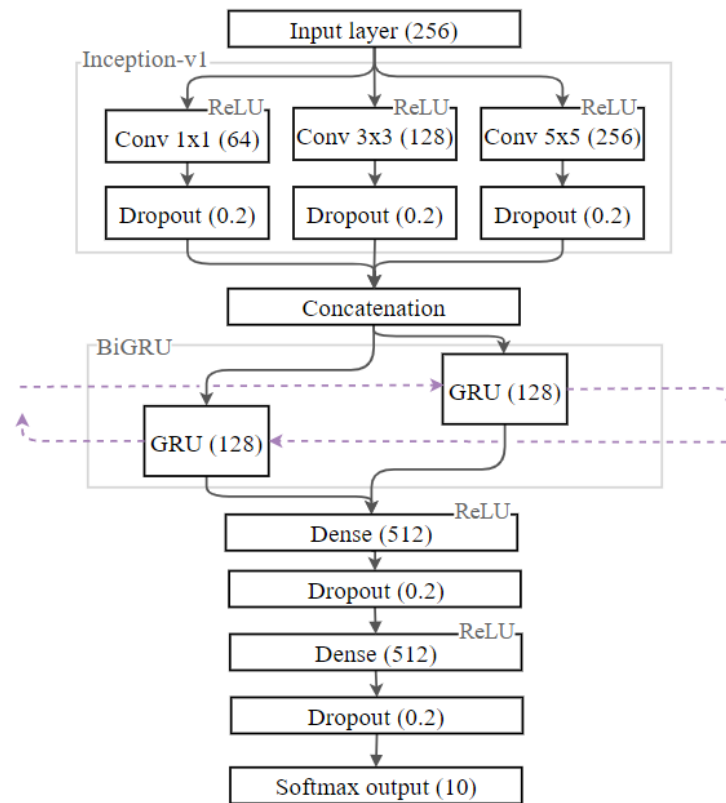 Input layer (256)
Inception-v1
ReLU
ReLU
ReLU
Conv 1x1 (64)
Conv 3x3 (128)
Conv 5x5 (256)
Dropout (0.2)
Dropout (0.2)
Dropout (0.2)
Concatenation
BiGRU
GRU (128)
GRU (128)
ReLU
Dense (512)
Dropout (0.2)
ReLU
Dense (512)
Dropout (0.2)
Softmax output (10)